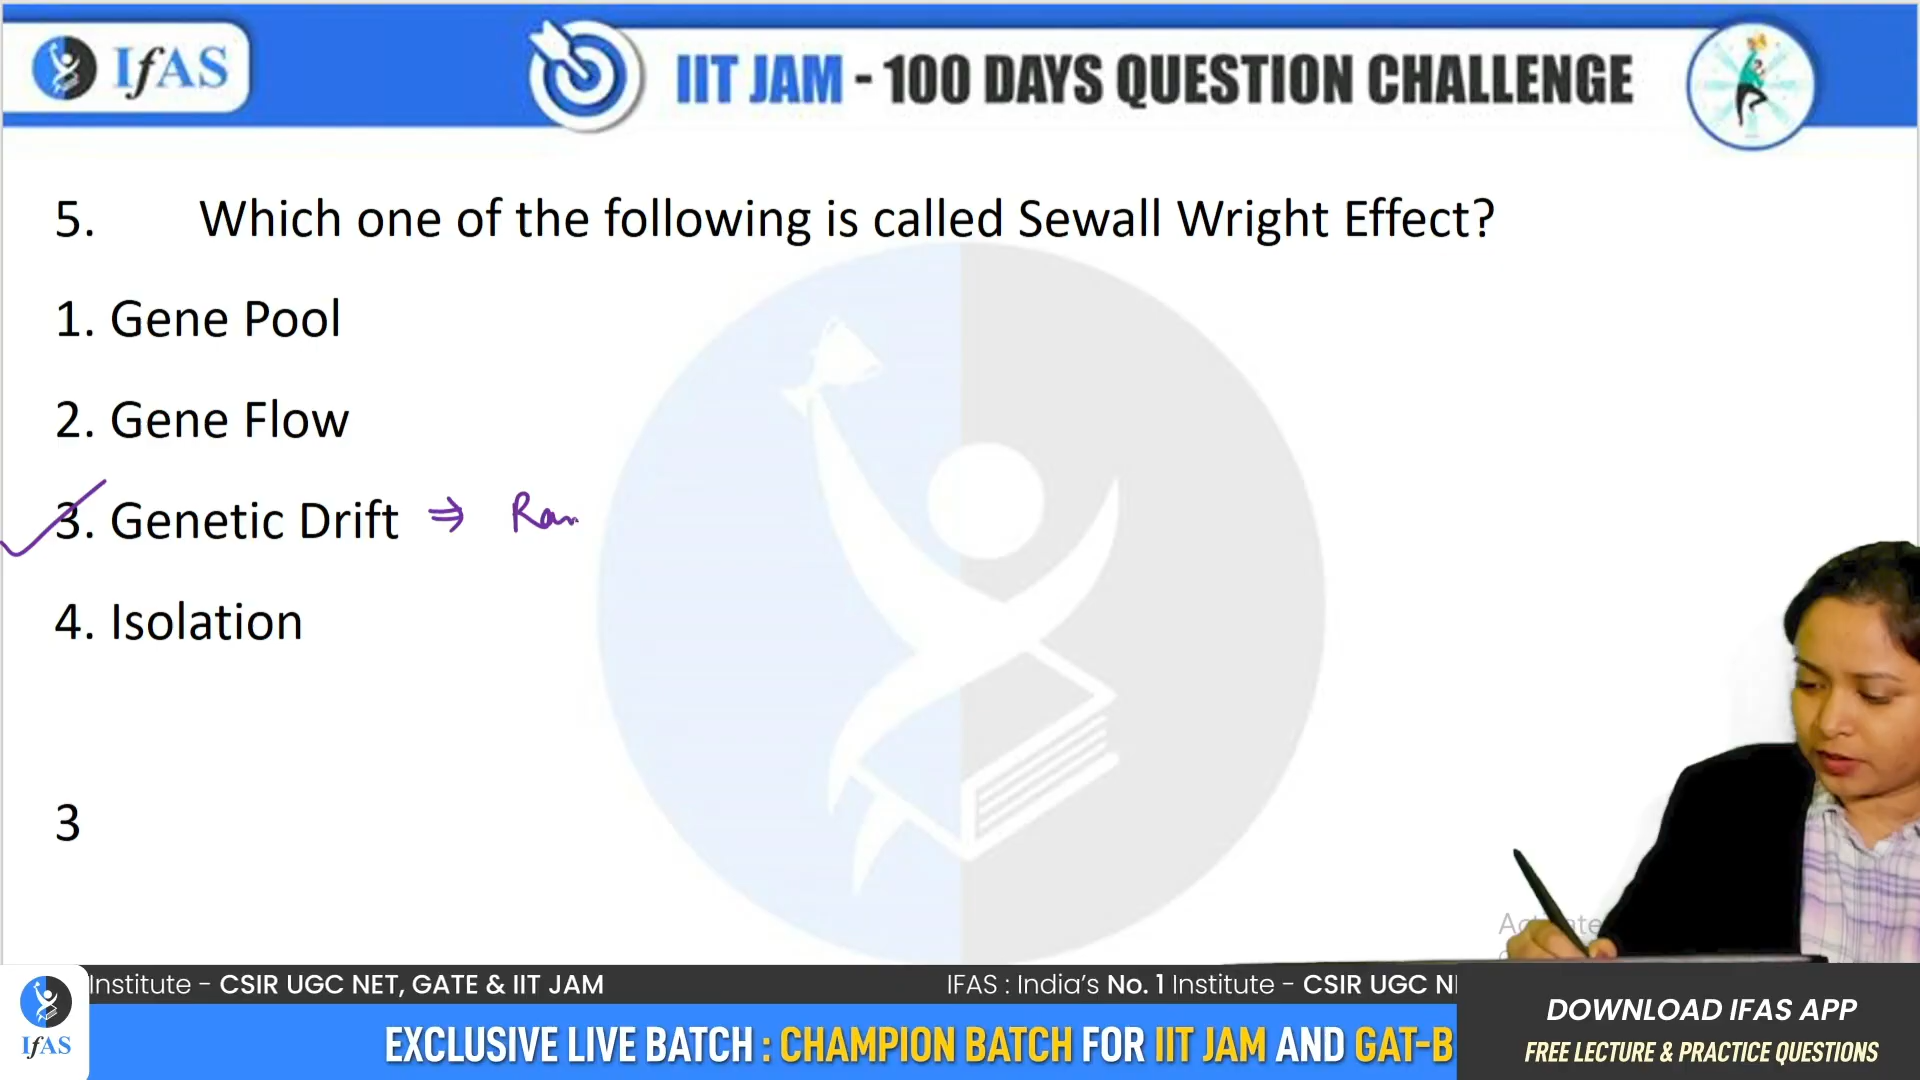 IfAS
IIT JAM - 100 DAYS QUESTION CHALLENGE
5. Which one of the following is called Sewall Wright Effect?
1. Gene Pool
2. Gene Flow
3. Genetic Drift ⇒ Ran
4. Isolation
3
Institute - CSIR UGC NET, GATE & IIT JAM IFAS : India's No. 1 Institute - CSIR UGC
IfAS
EXCLUSIVE LIVE BATCH : CHAMPION BATCH FOR IIT JAM AND GAT-B
DOWNLOAD IFAS APP
FREE LECTURE & PRACTICE QUESTIONS